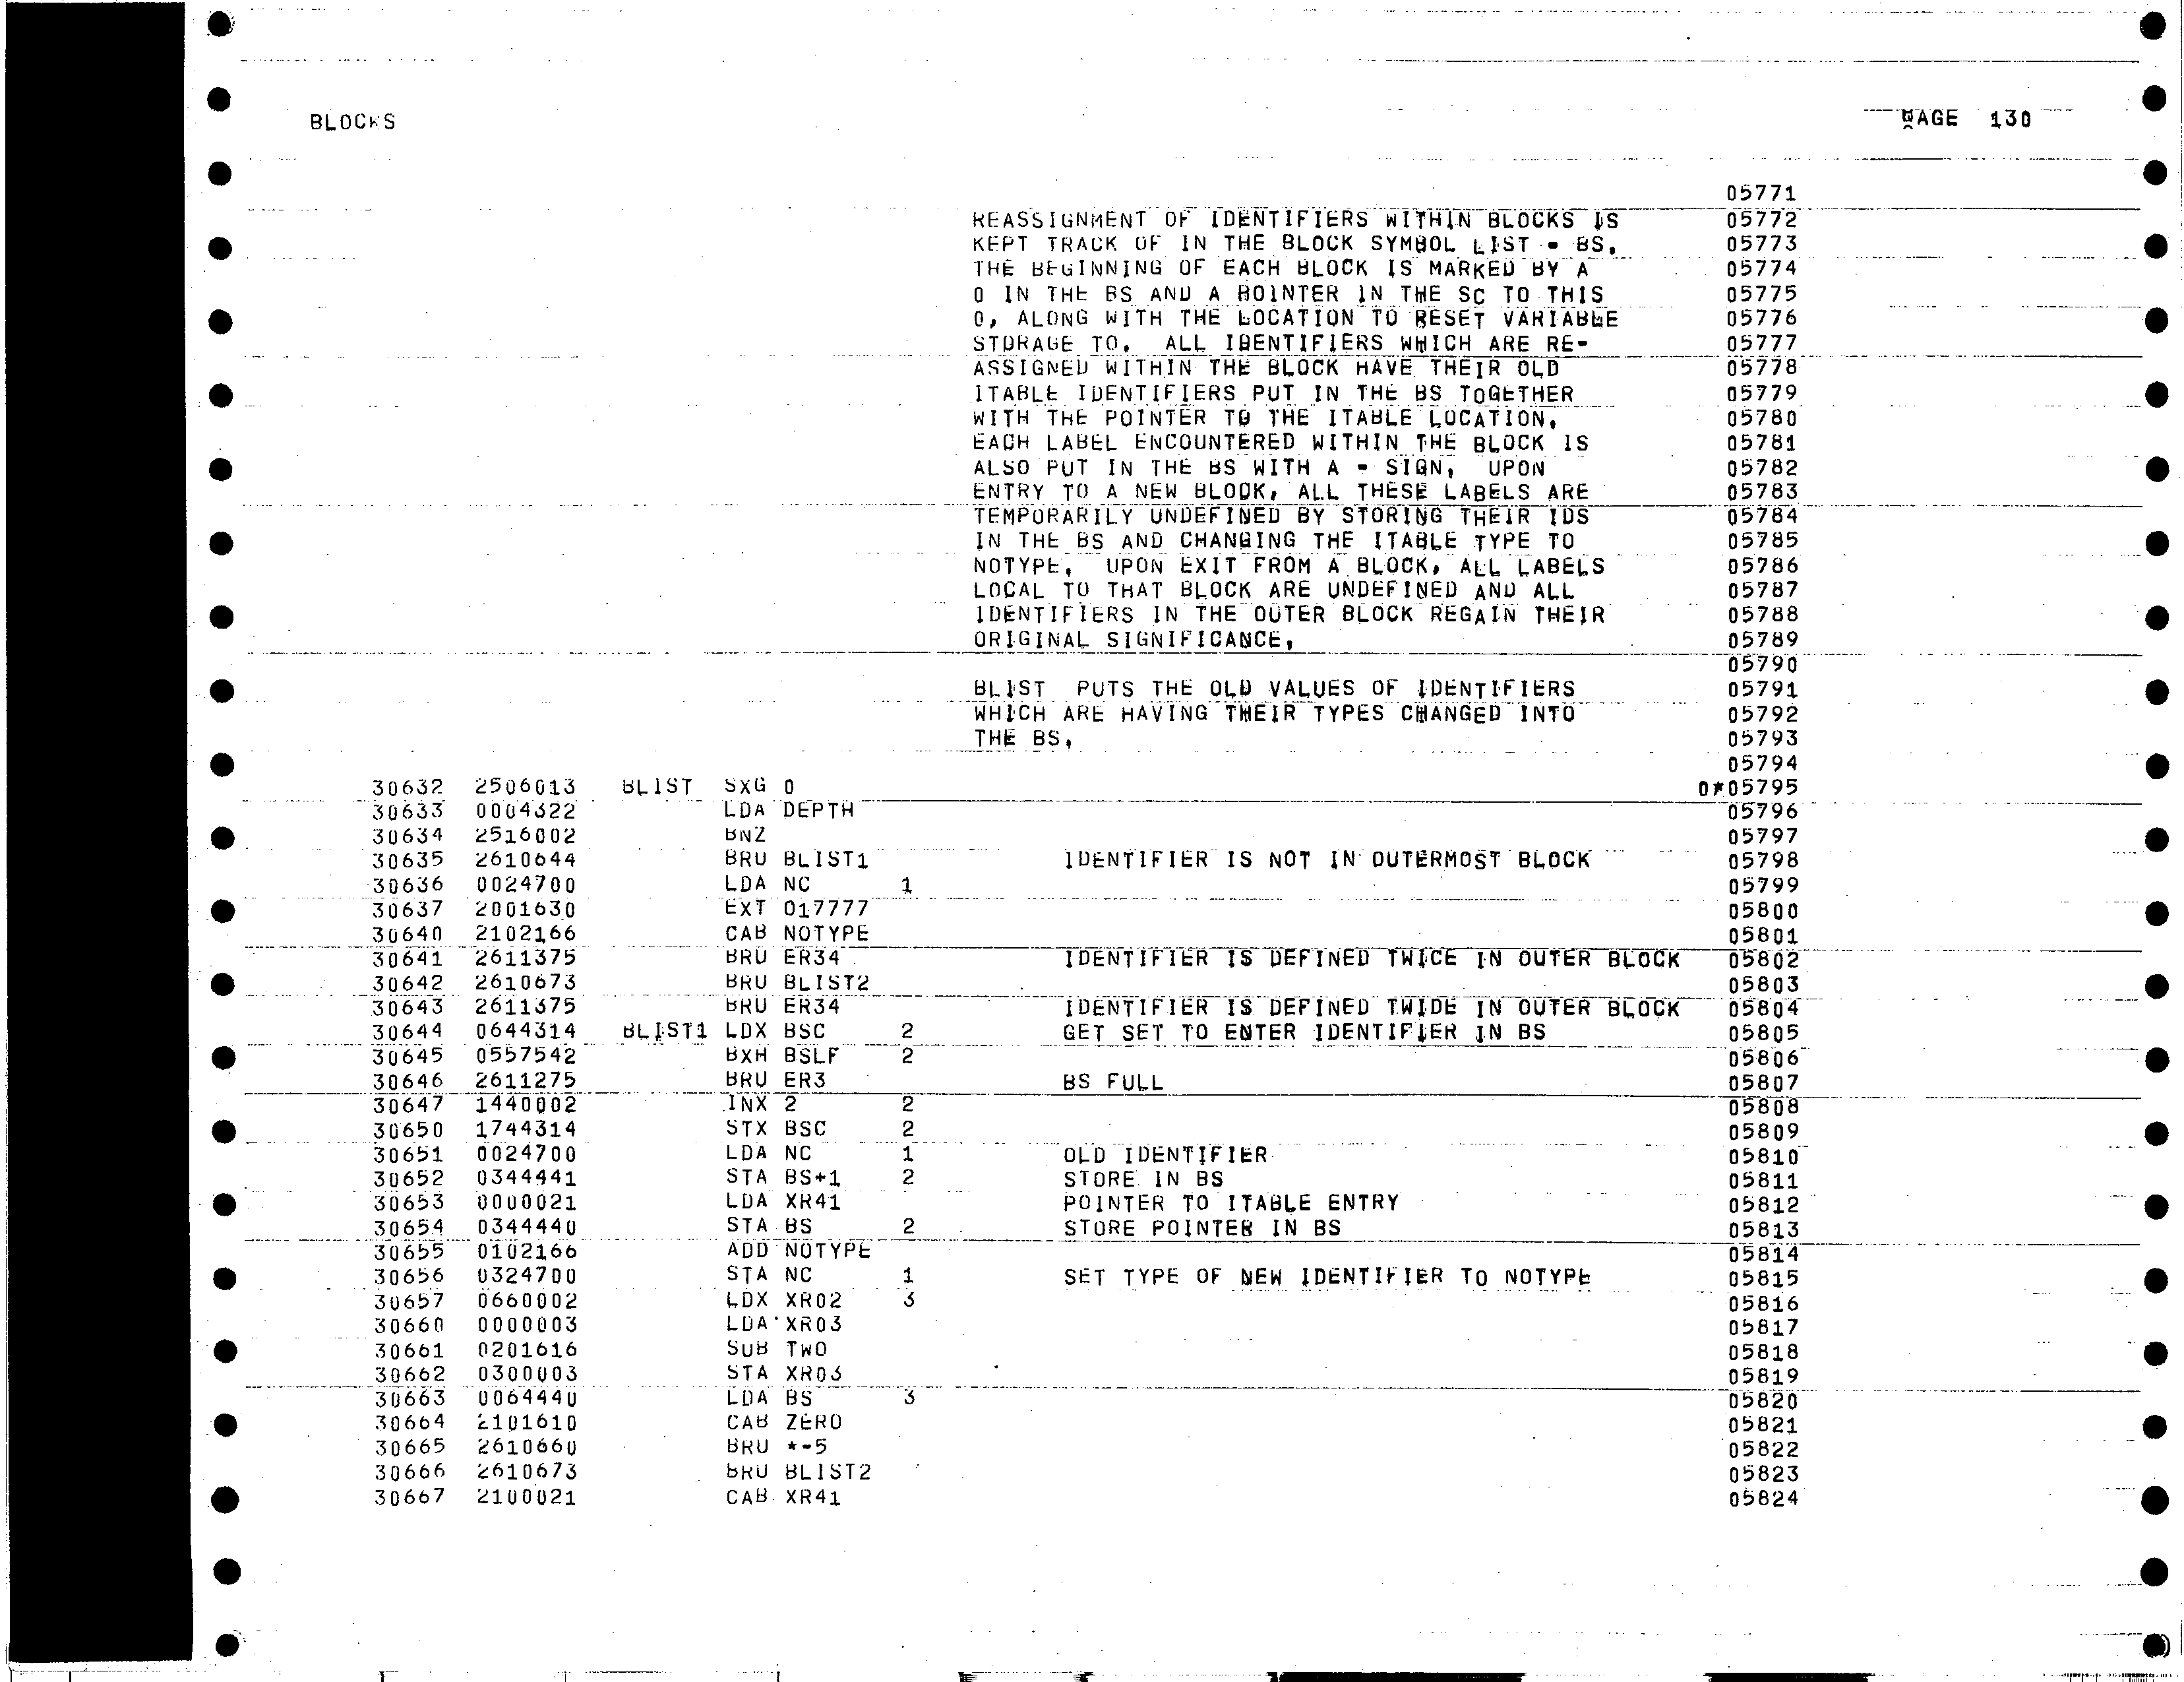 BLOCKS PAGE 130
05771
REASSIGNMENT OF IDENTIFIERS WITHIN BLOCKS IS 05772
KEPT TRACK OF IN THE BLOCK SYMBOL LIST - BS. 05773
THE BEGINNING OF EACH BLOCK IS MARKED BY A 05774
0 IN THE BS AND A POINTER IN THE SC TO THIS 05775
0, ALONG WITH THE LOCATION TO RESET VARIABLE 05776
STORAGE TO. ALL IDENTIFIERS WHICH ARE RE- 05777
ASSIGNED WITHIN THE BLOCK HAVE THEIR OLD 05778
ITABLE IDENTIFIERS PUT IN THE BS TOGETHER 05779
WITH THE POINTER TO THE ITABLE LOCATION. 05780
EACH LABEL ENCOUNTERED WITHIN THE BLOCK IS 05781
ALSO PUT IN THE BS WITH A - SIGN. UPON 05782
ENTRY TO A NEW BLOCK, ALL THESE LABELS ARE 05783
TEMPORARILY UNDEFINED BY STORING THEIR IDS 05784
IN THE BS AND CHANGING THE ITABLE TYPE TO 05785
NOTYPE. UPON EXIT FROM A BLOCK, ALL LABELS 05786
LOCAL TO THAT BLOCK ARE UNDEFINED AND ALL 05787
IDENTIFIERS IN THE OUTER BLOCK REGAIN THEIR 05788
ORIGINAL SIGNIFICANCE. 05789
05790
BLIST PUTS THE OLD VALUES OF IDENTIFIERS 05791
WHICH ARE HAVING THEIR TYPES CHANGED INTO 05792
THE BS. 05793
05794
30632 2506013 BLIST SXG 0 0*05795
30633 0004322 LDA DEPTH 05796
30634 2516002 BNZ 05797
30635 2610644 BRU BLIST1 IDENTIFIER IS NOT IN OUTERMOST BLOCK 05798
30636 0024700 LDA NC 1 05799
30637 2001630 EXT O17777 05800
30640 2102166 CAB NOTYPE 05801
30641 2611375 BRU ER34 IDENTIFIER IS DEFINED TWICE IN OUTER BLOCK 05802
30642 2610673 BRU BLIST2 05803
30643 2611375 BRU ER34 IDENTIFIER IS DEFINED TWIDE IN OUTER BLOCK 05804
30644 0644314 BLIST1 LDX BSC 2 GET SET TO ENTER IDENTIFIER IN BS 05805
30645 0557542 BXH BSLF 2 05806
30646 2611275 BRU ER3 BS FULL 05807
30647 1440002 INX 2 2 05808
30650 1744314 STX BSC 2 05809
30651 0024700 LDA NC 1 OLD IDENTIFIER 05810
30652 0344441 STA BS+1 2 STORE IN BS 05811
30653 0000021 LDA XR41 POINTER TO ITABLE ENTRY 05812
30654 0344440 STA BS 2 STORE POINTER IN BS 05813
30655 0102166 ADD NOTYPE 05814
30656 0324700 STA NC 1 SET TYPE OF NEW IDENTIFIER TO NOTYPE 05815
30657 0660002 LDX XR02 3 05816
30660 0000003 LDA XR03 05817
30661 0201616 SUB TWO 05818
30662 0300003 STA XR03 05819
30663 0064440 LDA BS 3 05820
30664 2101610 CAB ZERO 05821
30665 2610660 BRU *-5 05822
30666 2610673 BRU BLIST2 05823
30667 2100021 CAB XR41 05824